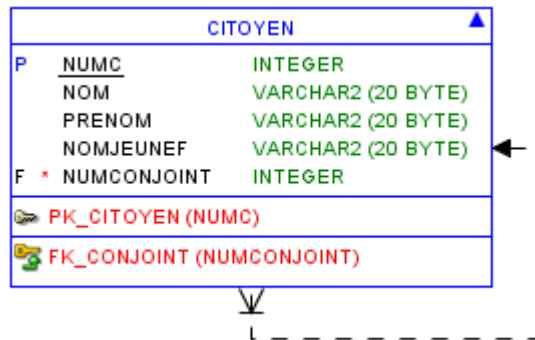 CITOYEN
P NUMC INTEGER
NOM VARCHAR2 (20 BYTE)
PRENOM VARCHAR2 (20 BYTE)
NOMJEUNEF VARCHAR2 (20 BYTE)
F * NUMCONJOINT INTEGER
PK_CITOYEN (NUMC)
FK_CONJOINT (NUMCONJOINT)